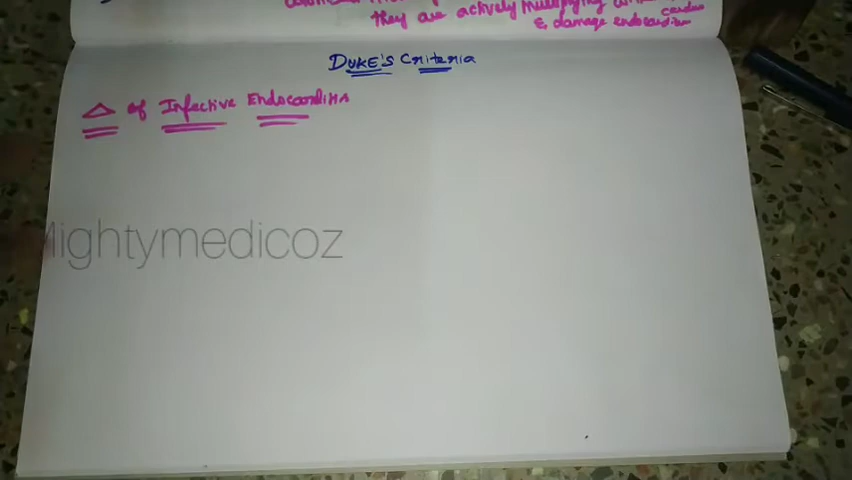 they are actively multiplying
& damage endocardium
DUKE'S Criteria
△ of Infective Endocarditis
Mightymedicoz